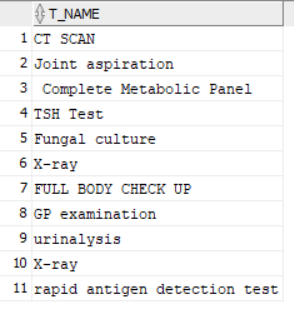 T_NAME
1 CT SCAN
2 Joint aspiration
3 Complete Metabolic Panel
4 TSH Test
5 Fungal culture
6 X-ray
7 FULL BODY CHECK UP
8 GP examination
9 urinalysis
10 X-ray
11 rapid antigen detection test